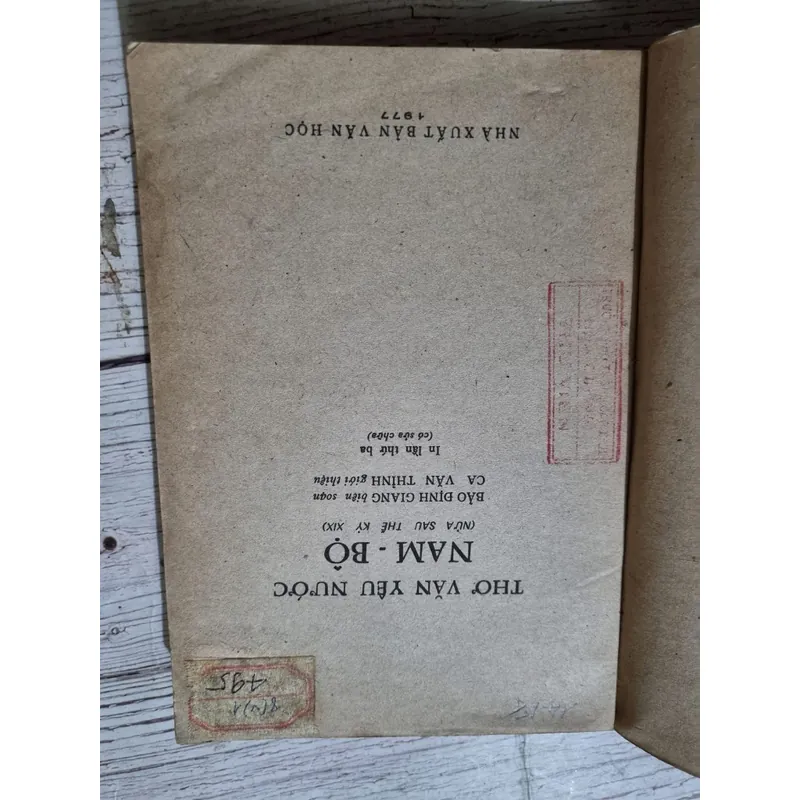 THƠ VĂN YÊU NƯỚC
NAM - BỘ
(NỬA SAU THẾ KỶ XIX)
BẢO ĐỊNH GIANG biên soạn
CA VĂN THỈNH giới thiệu
In lần thứ ba
(có sửa chữa)
NHÀ XUẤT BẢN VĂN HỌC
1977
495